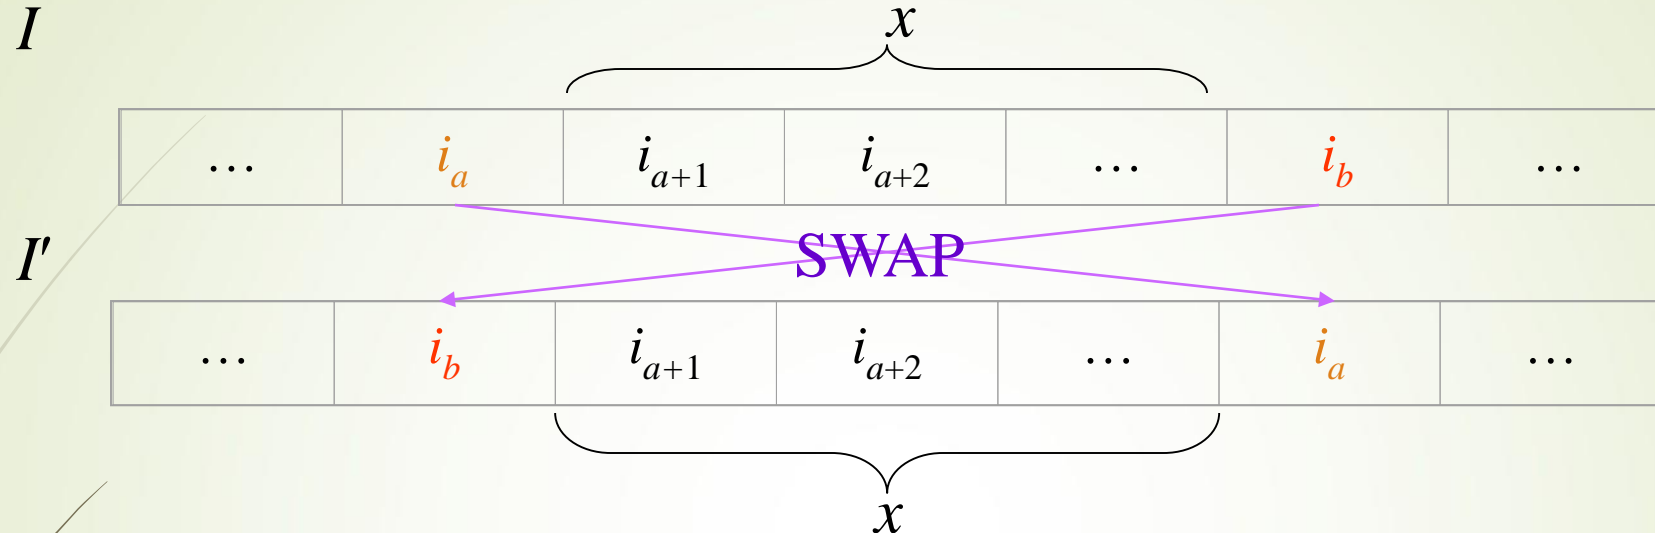 I
x
… i_a i_{a+1} i_{a+2} … i_b …
SWAP
I′
… i_b i_{a+1} i_{a+2} … i_a …
x